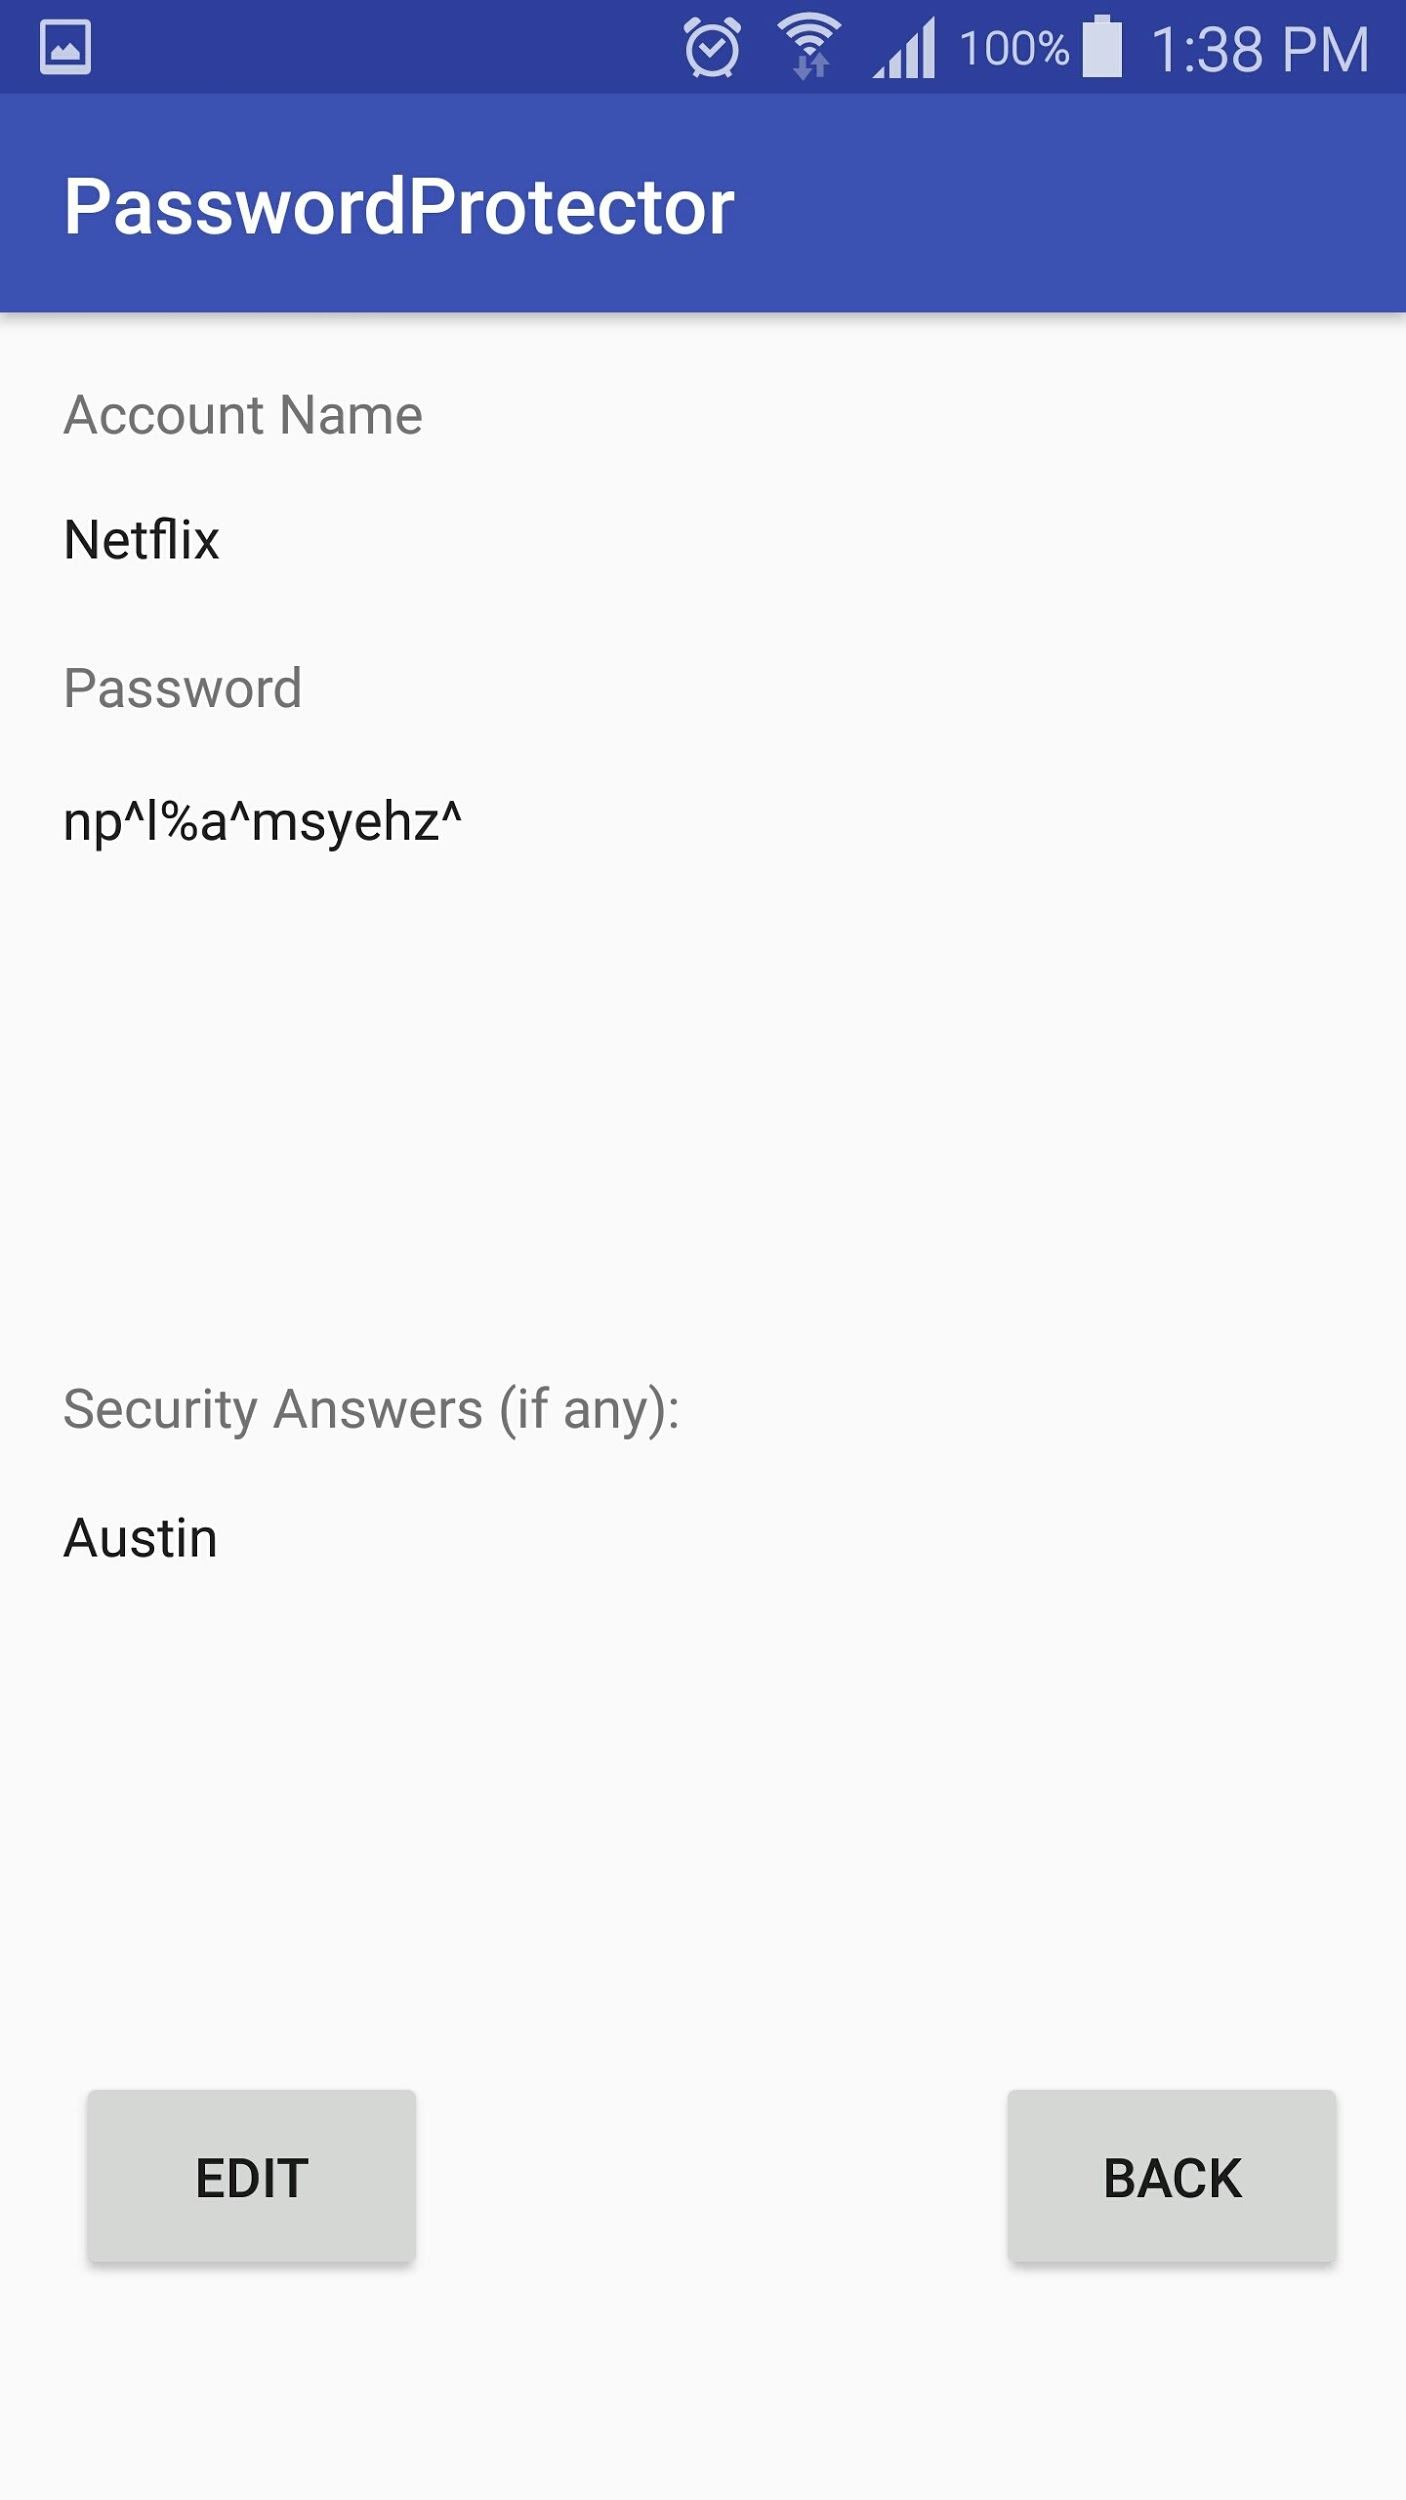 100% 1:38 PM
PasswordProtector
Account Name
Netflix
Password
np^l%a^msyehz^
Security Answers (if any):
Austin
EDIT BACK